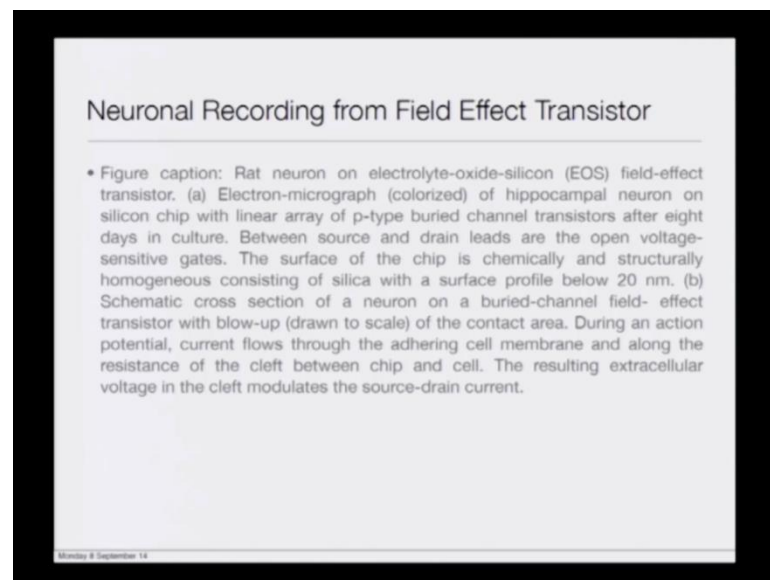 Neuronal Recording from Field Effect Transistor
• Figure caption: Rat neuron on electrolyte-oxide-silicon (EOS) field-effect
transistor. (a) Electron-micrograph (colorized) of hippocampal neuron on
silicon chip with linear array of p-type buried channel transistors after eight
days in culture. Between source and drain leads are the open voltage-
sensitive gates. The surface of the chip is chemically and structurally
homogeneous consisting of silica with a surface profile below 20 nm. (b)
Schematic cross section of a neuron on a buried-channel field- effect
transistor with blow-up (drawn to scale) of the contact area. During an action
potential, current flows through the adhering cell membrane and along the
resistance of the cleft between chip and cell. The resulting extracellular
voltage in the cleft modulates the source-drain current.
Monday 8 September 14